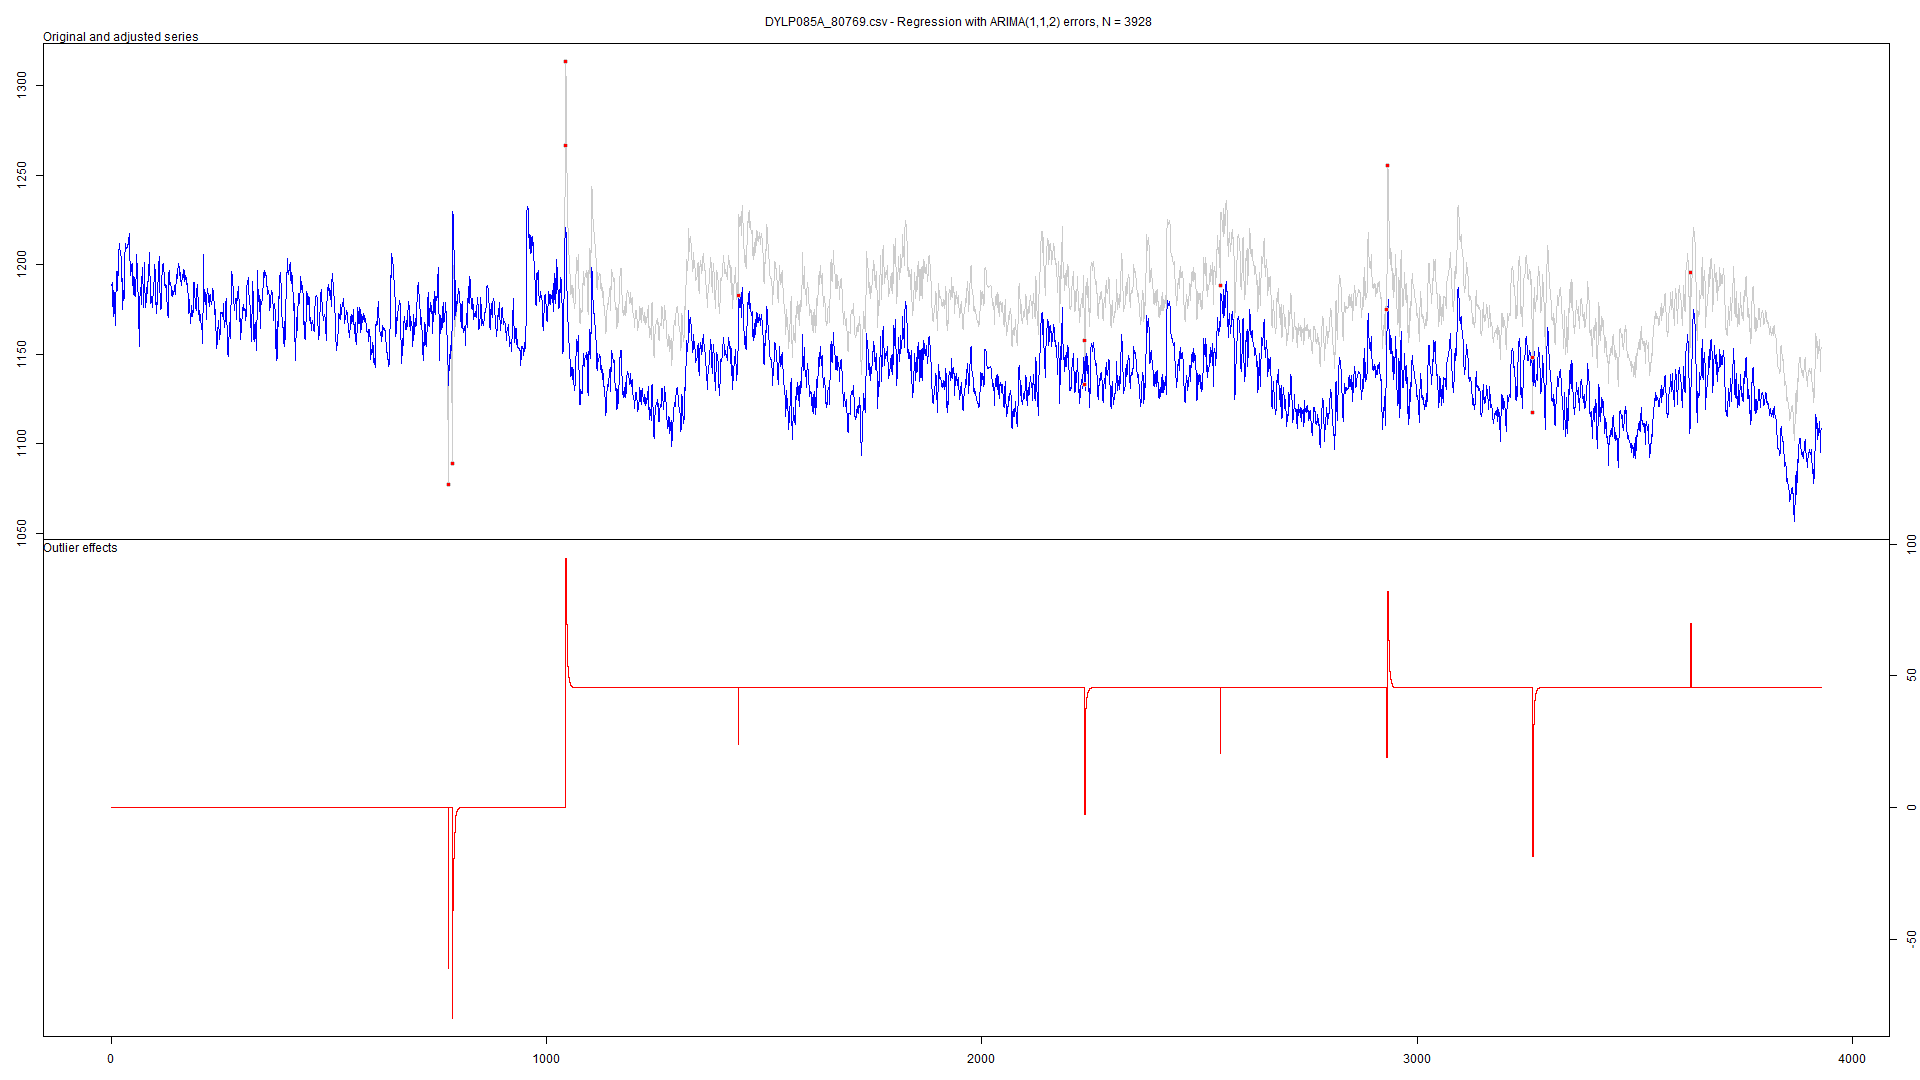 DYLP085A_80769.csv - Regression with ARIMA(1,1,2) errors, N = 3928
Original and adjusted series
1300
1250
1200
1150
1100
1050
Outlier effects
100
50
0
-50
0 1000 2000 3000 4000